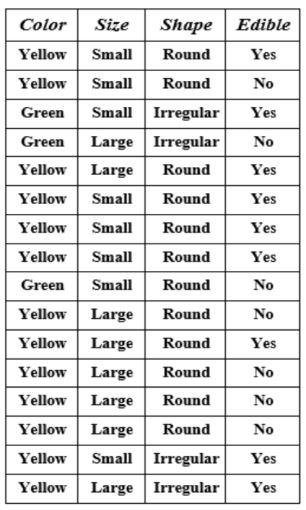 Color Size Shape Edible
Yellow Small Round Yes
Yellow Small Round No
Green Small Irregular Yes
Green Large Irregular No
Yellow Large Round Yes
Yellow Small Round Yes
Yellow Small Round Yes
Yellow Small Round Yes
Green Small Round No
Yellow Large Round No
Yellow Large Round Yes
Yellow Large Round No
Yellow Large Round No
Yellow Large Round No
Yellow Small Irregular Yes
Yellow Large Irregular Yes